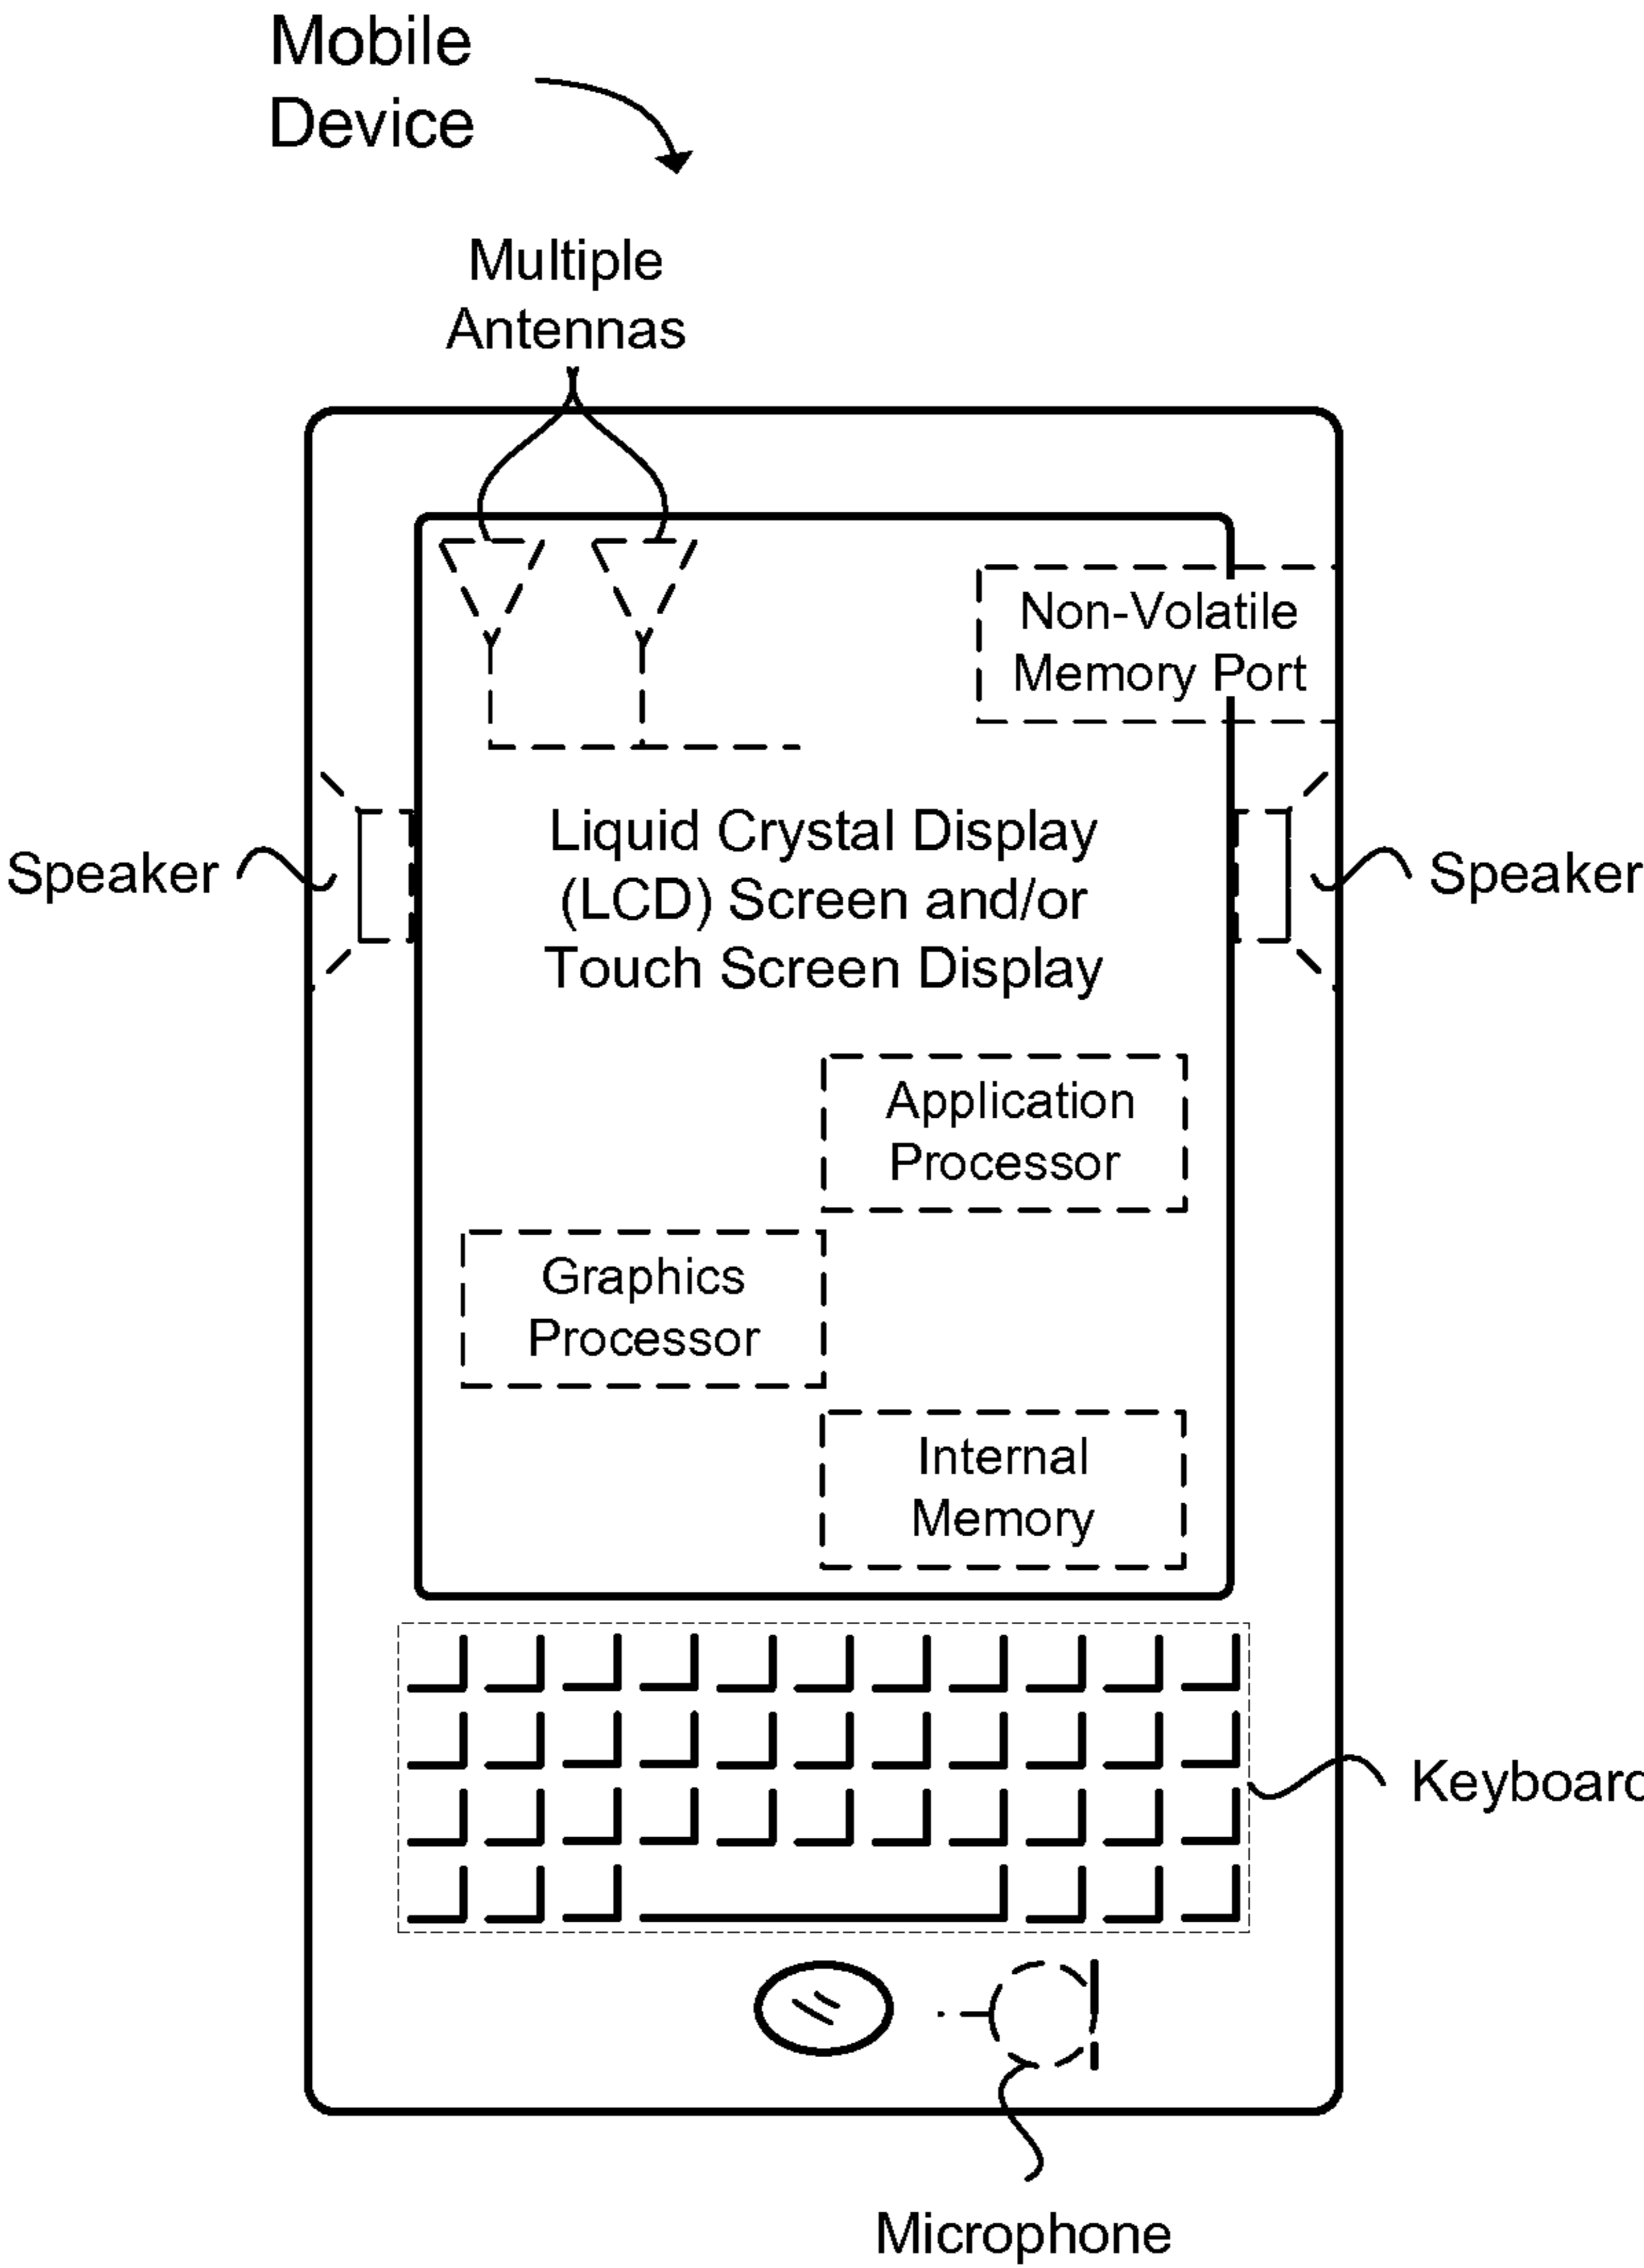 Mobile
Device
Multiple
Antennas
Non-Volatile
Memory Port
Liquid Crystal Display
(LCD) Screen and/or
Touch Screen Display
Speaker
Speaker
Application
Processor
Graphics
Processor
Internal
Memory
Keyboard
Microphone